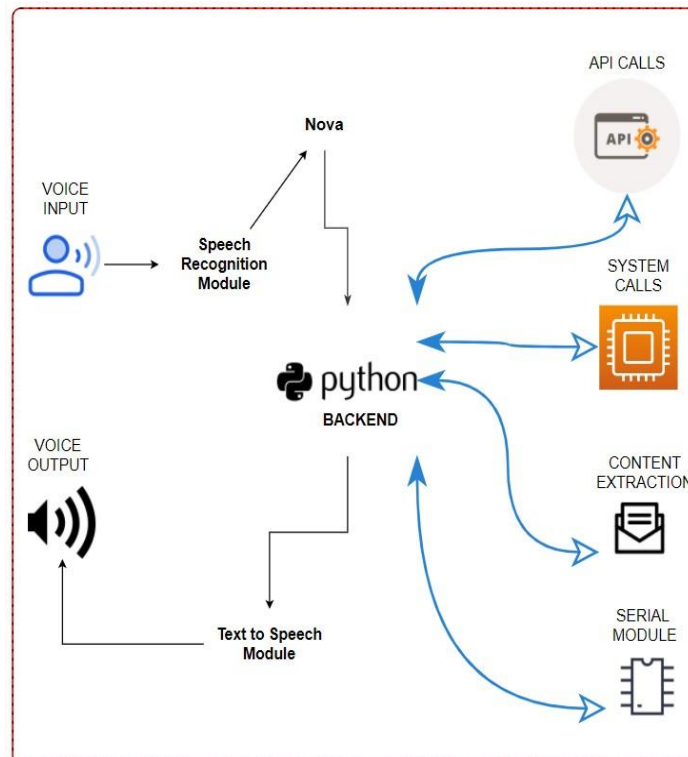 API CALLS
API
Nova
VOICE
INPUT
Speech
Recognition
Module
SYSTEM
CALLS
python
BACKEND
VOICE
OUTPUT
CONTENT
EXTRACTION
Text to Speech
Module
SERIAL
MODULE